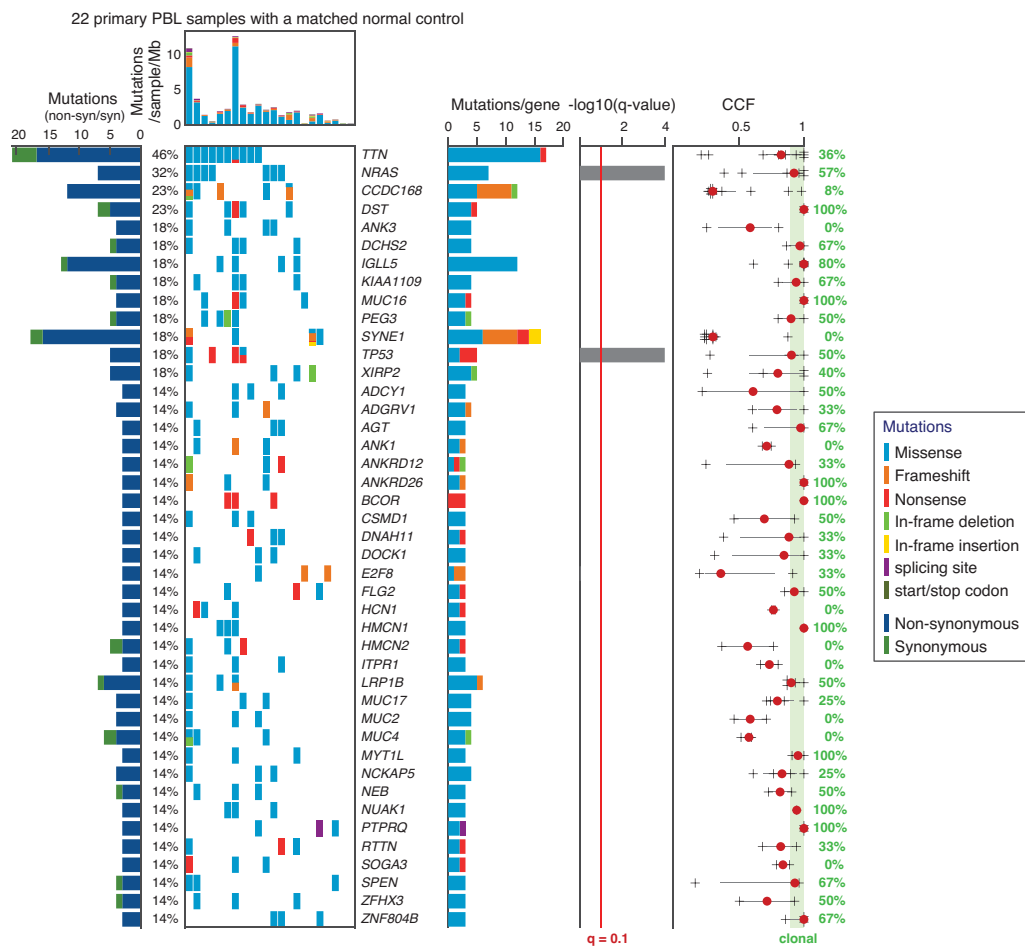 22 primary PBL samples with a matched normal control
Mutations
/sample/Mb
10
5
0
Mutations
(non-syn/syn)
20 15 10 5 0
Mutations/gene
0 5 10 15 20
-log10(q-value)
0 2 4
CCF
0.5 1
46% TTN 36%
32% NRAS 57%
23% CCDC168 8%
23% DST 100%
18% ANK3 0%
18% DCHS2 67%
18% IGLL5 80%
18% KIAA1109 67%
18% MUC16 100%
18% PEG3 50%
18% SYNE1 0%
18% TP53 50%
18% XIRP2 40%
14% ADCY1 50%
14% ADGRV1 33%
14% AGT 67%
14% ANK1 0%
14% ANKRD12 33%
14% ANKRD26 100%
14% BCOR 100%
14% CSMD1 50%
14% DNAH11 33%
14% DOCK1 33%
14% E2F8 33%
14% FLG2 50%
14% HCN1 0%
14% HMCN1 100%
14% HMCN2 0%
14% ITPR1 0%
14% LRP1B 50%
14% MUC17 25%
14% MUC2 0%
14% MUC4 0%
14% MYT1L 100%
14% NCKAP5 25%
14% NEB 50%
14% NUAK1 100%
14% PTPRQ 100%
14% RTTN 33%
14% SOGA3 0%
14% SPEN 67%
14% ZFHX3 50%
14% ZNF804B 67%
q = 0.1
clonal
Mutations
Missense
Frameshift
Nonsense
In-frame deletion
In-frame insertion
splicing site
start/stop codon
Non-synonymous
Synonymous